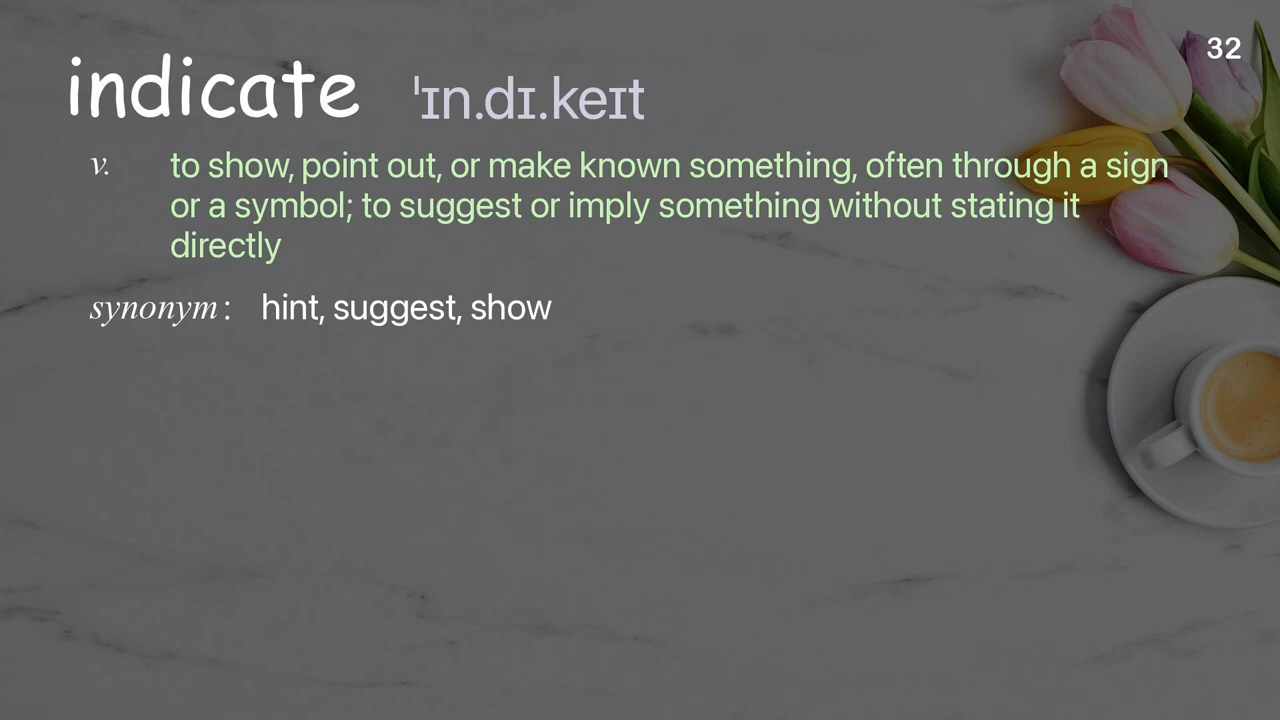 32
indicate ˈɪn.dɪ.keɪt
v. to show, point out, or make known something, often through a sign
or a symbol; to suggest or imply something without stating it
directly
synonym: hint, suggest, show